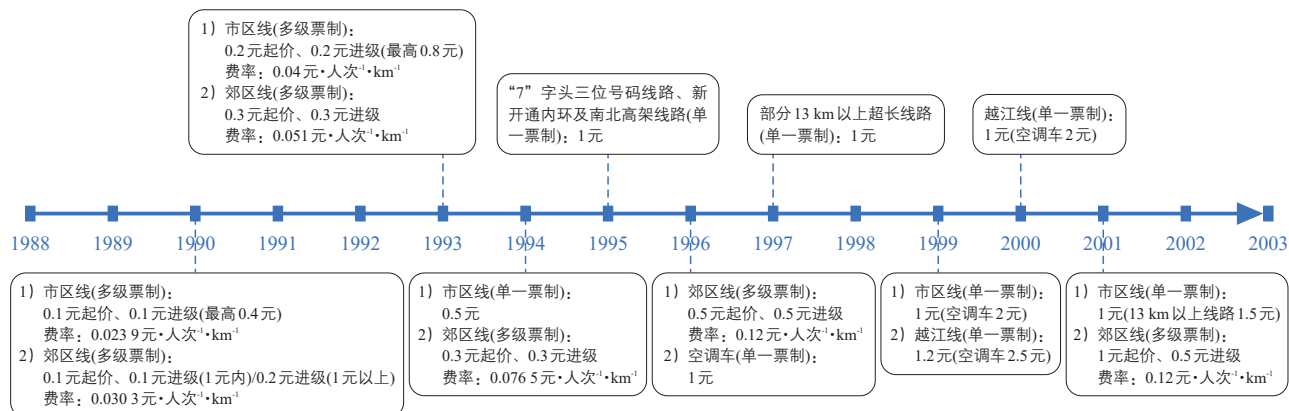 1）市区线(多级票制)：
0.2元起价、0.2元进级(最高0.8元)
费率：0.04元·人次⁻¹·km⁻¹
2）郊区线(多级票制)：
0.3元起价、0.3元进级
费率：0.051元·人次⁻¹·km⁻¹
“7”字头三位号码线路、新
开通内环及南北高架线路(单
一票制)：1元
部分13 km以上超长线路
(单一票制)：1元
越江线(单一票制)：
1元(空调车2元)
1988 1989 1990 1991 1992 1993 1994 1995 1996 1997 1998 1999 2000 2001 2002 2003
1）市区线(多级票制)：
0.1元起价、0.1元进级(最高0.4元)
费率：0.023 9元·人次⁻¹·km⁻¹
2）郊区线(多级票制)：
0.1元起价、0.1元进级(1元内)/0.2元进级(1元以上)
费率：0.030 3元·人次⁻¹·km⁻¹
1）市区线(单一票制)：
0.5元
2）郊区线(多级票制)：
0.3元起价、0.3元进级
费率：0.076 5元·人次⁻¹·km⁻¹
1）郊区线(多级票制)：
0.5元起价、0.5元进级
费率：0.12元·人次⁻¹·km⁻¹
2）空调车(单一票制)：
1元
1）市区线(单一票制)：
1元(空调车2元)
2）越江线(单一票制)：
1.2元(空调车2.5元)
1）市区线(单一票制)：
1元(13 km以上线路1.5元)
2）郊区线(多级票制)：
1元起价、0.5元进级
费率：0.12元·人次⁻¹·km⁻¹